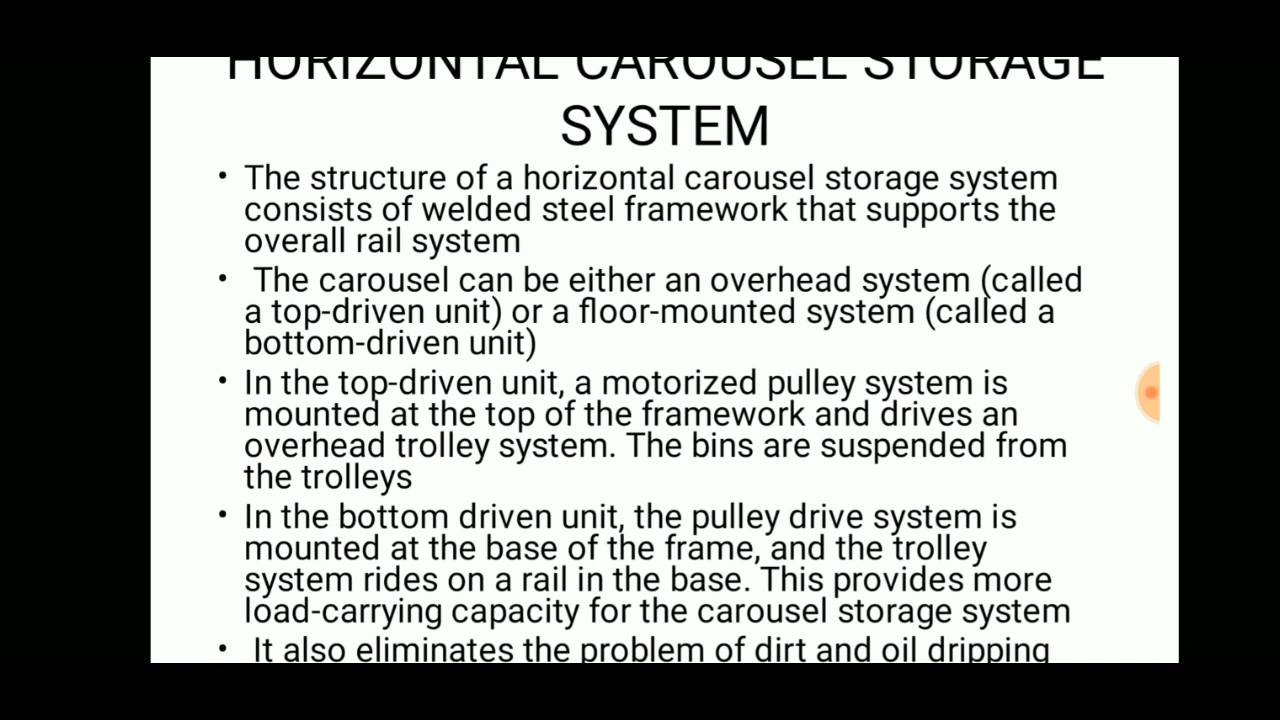 HORIZONTAL CAROUSEL STORAGE
SYSTEM
• The structure of a horizontal carousel storage system
consists of welded steel framework that supports the
overall rail system
• The carousel can be either an overhead system (called
a top-driven unit) or a floor-mounted system (called a
bottom-driven unit)
• In the top-driven unit, a motorized pulley system is
mounted at the top of the framework and drives an
overhead trolley system. The bins are suspended from
the trolleys
• In the bottom driven unit, the pulley drive system is
mounted at the base of the frame, and the trolley
system rides on a rail in the base. This provides more
load-carrying capacity for the carousel storage system
• It also eliminates the problem of dirt and oil dripping